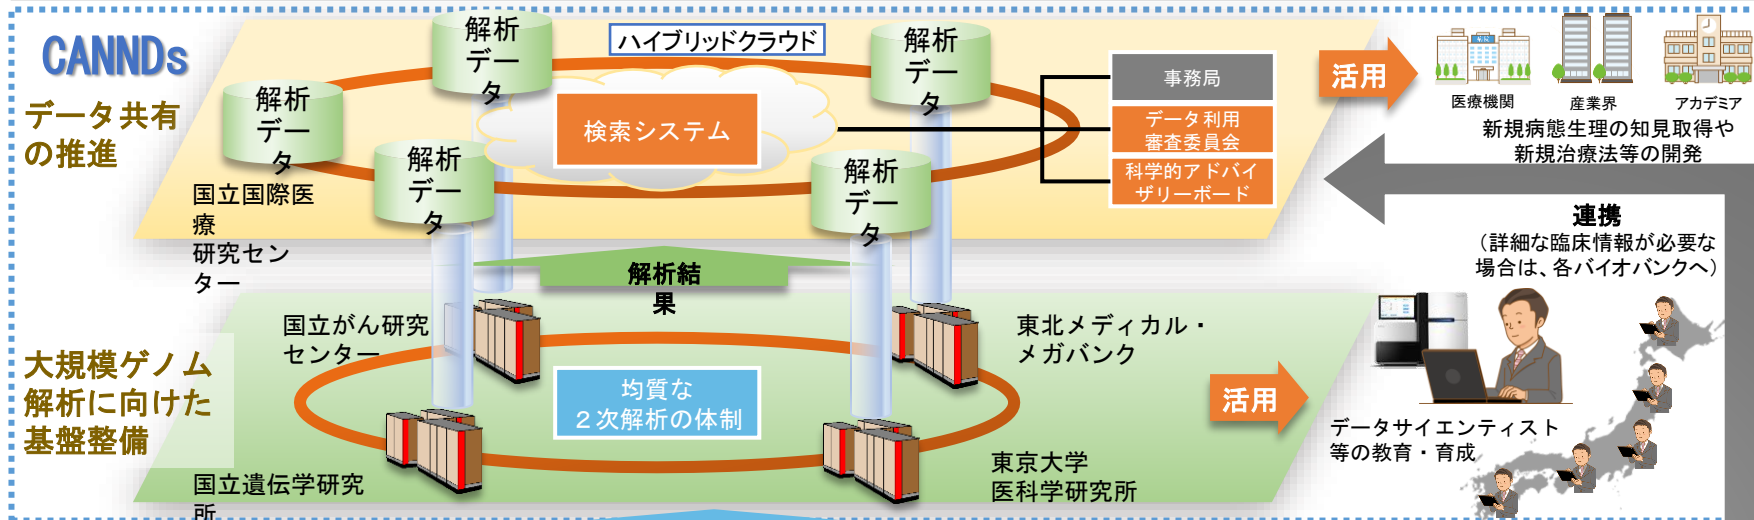 CANNDs
データ共有
の推進
解析
データ
解析
データ
解析
データ
解析
データ
解析
データ
ハイブリッドクラウド
検索システム
事務局
データ利用
審査委員会
科学的アドバイ
ザリーボード
国立国際医
療
研究セン
ター
活用
病院
医療機関
産業界
アカデミア
新規病態生理の知見取得や
新規治療法等の開発
連携
（詳細な臨床情報が必要な
場合は、各バイオバンクへ）
解析結
果
大規模ゲノム
解析に向けた
基盤整備
国立がん研究
センター
東北メディカル・
メガバンク
均質な
２次解析の体制
国立遺伝学研究
所
東京大学
医科学研究所
活用
データサイエンティスト
等の教育・育成